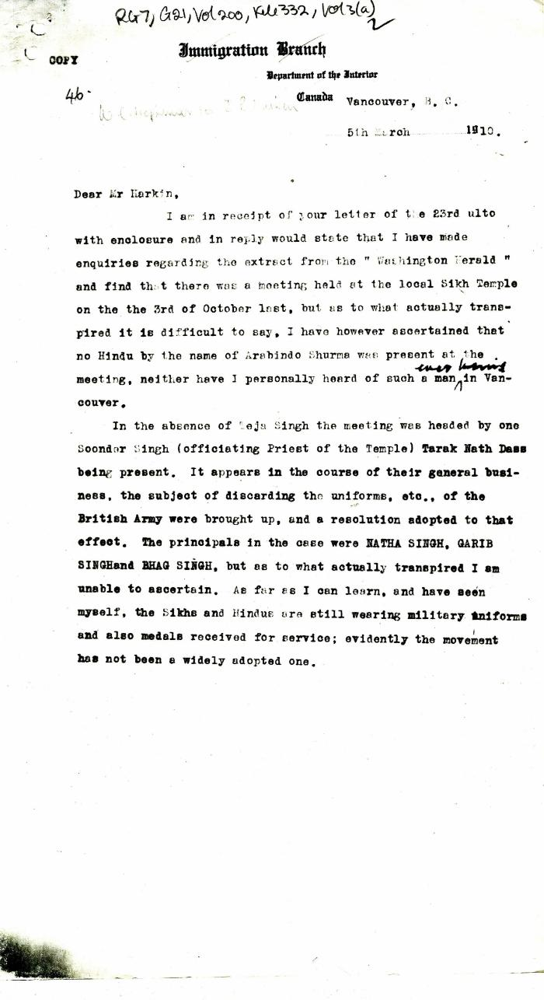 RG7, G21, Vol 200, File 332, Vol 3(a)
2
COPY
Immigration Branch
Department of the Interior
Canada
46.
Vancouver, B. C.
5th March 1910.
Dear Mr Harkin,
I am in receipt of your letter of the 23rd ulto
with enclosure and in reply would state that I have made
enquiries regarding the extract from the " Washington Herald "
and find that there was a meeting held at the local Sikh Temple
on the the 3rd of October last, but as to what actually trans-
pired it is difficult to say, I have however ascertained that
no Hindu by the name of Arabindo Shurma was present at the
meeting, neither have I personally heard of such a man ever being in Van-
couver.
In the absence of Teja Singh the meeting was headed by one
Soonder Singh (officiating Priest of the Temple) Tarak Nath Dass
being present. It appears in the course of their general busi-
ness, the subject of discarding the uniforms, etc., of the
British Army were brought up, and a resolution adopted to that
effect. The principals in the case were NATHA SINGH, GARIB
SINGHand BHAG SINGH, but as to what actually transpired I am
unable to ascertain. As far as I can learn, and have seen
myself, the Sikhs and Hindus are still wearing military uniforms
and also medals received for service; evidently the movement
has not been a widely adopted one.